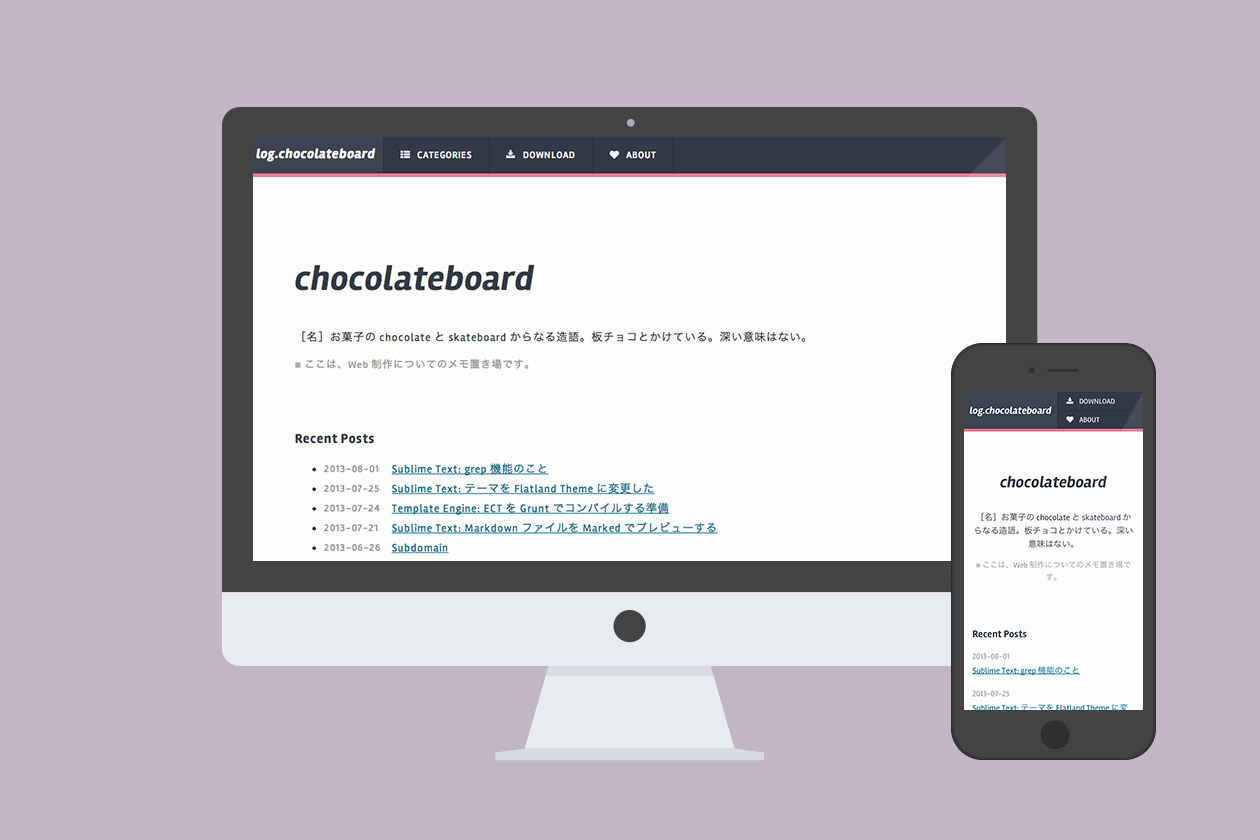 log.chocolateboard
CATEGORIES
DOWNLOAD
ABOUT
chocolateboard
［名］お菓子の chocolate と skateboard からなる造語。板チョコとかけている。深い意味はない。
※ ここは、Web 制作についてのメモ置き場です。
Recent Posts
2013-08-01 Sublime Text: grep 機能のこと
2013-07-25 Sublime Text: テーマを Flatland Theme に変更した
2013-07-24 Template Engine: ECT を Grunt でコンパイルする準備
2013-07-21 Sublime Text: Markdown ファイルを Marked でプレビューする
2013-06-26 Subdomain
log.chocolateboard
DOWNLOAD
ABOUT
chocolateboard
［名］お菓子の chocolate と skateboard か
らなる造語。板チョコとかけている。深い
意味はない。
※ ここは、Web 制作についてのメモ置き場で
す。
Recent Posts
2013-08-01
Sublime Text: grep 機能のこと
2013-07-25
Sublime Text: テーマを Flatland Theme に変